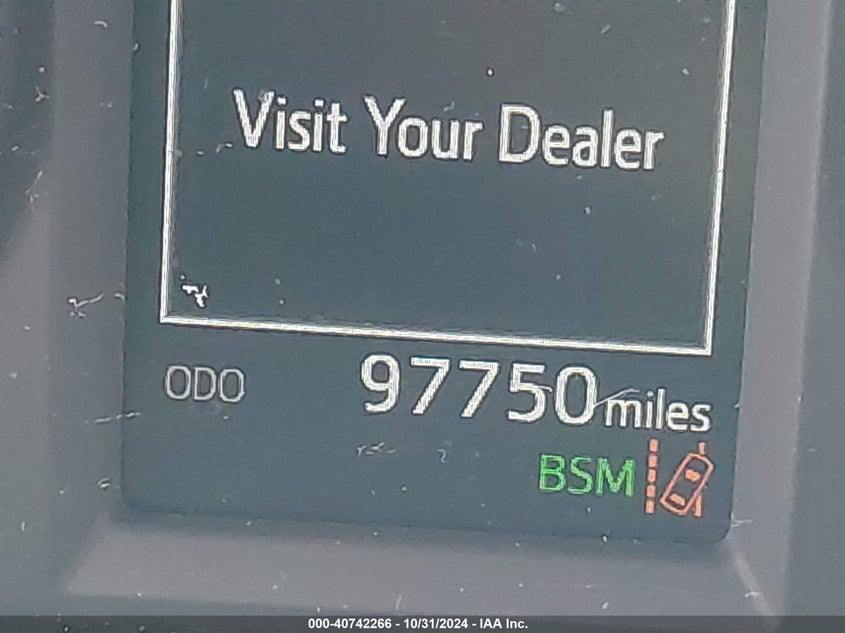 Visit Your Dealer
ODO 97750 miles
BSM
000-40742266 - 10/31/2024 - IAA Inc.